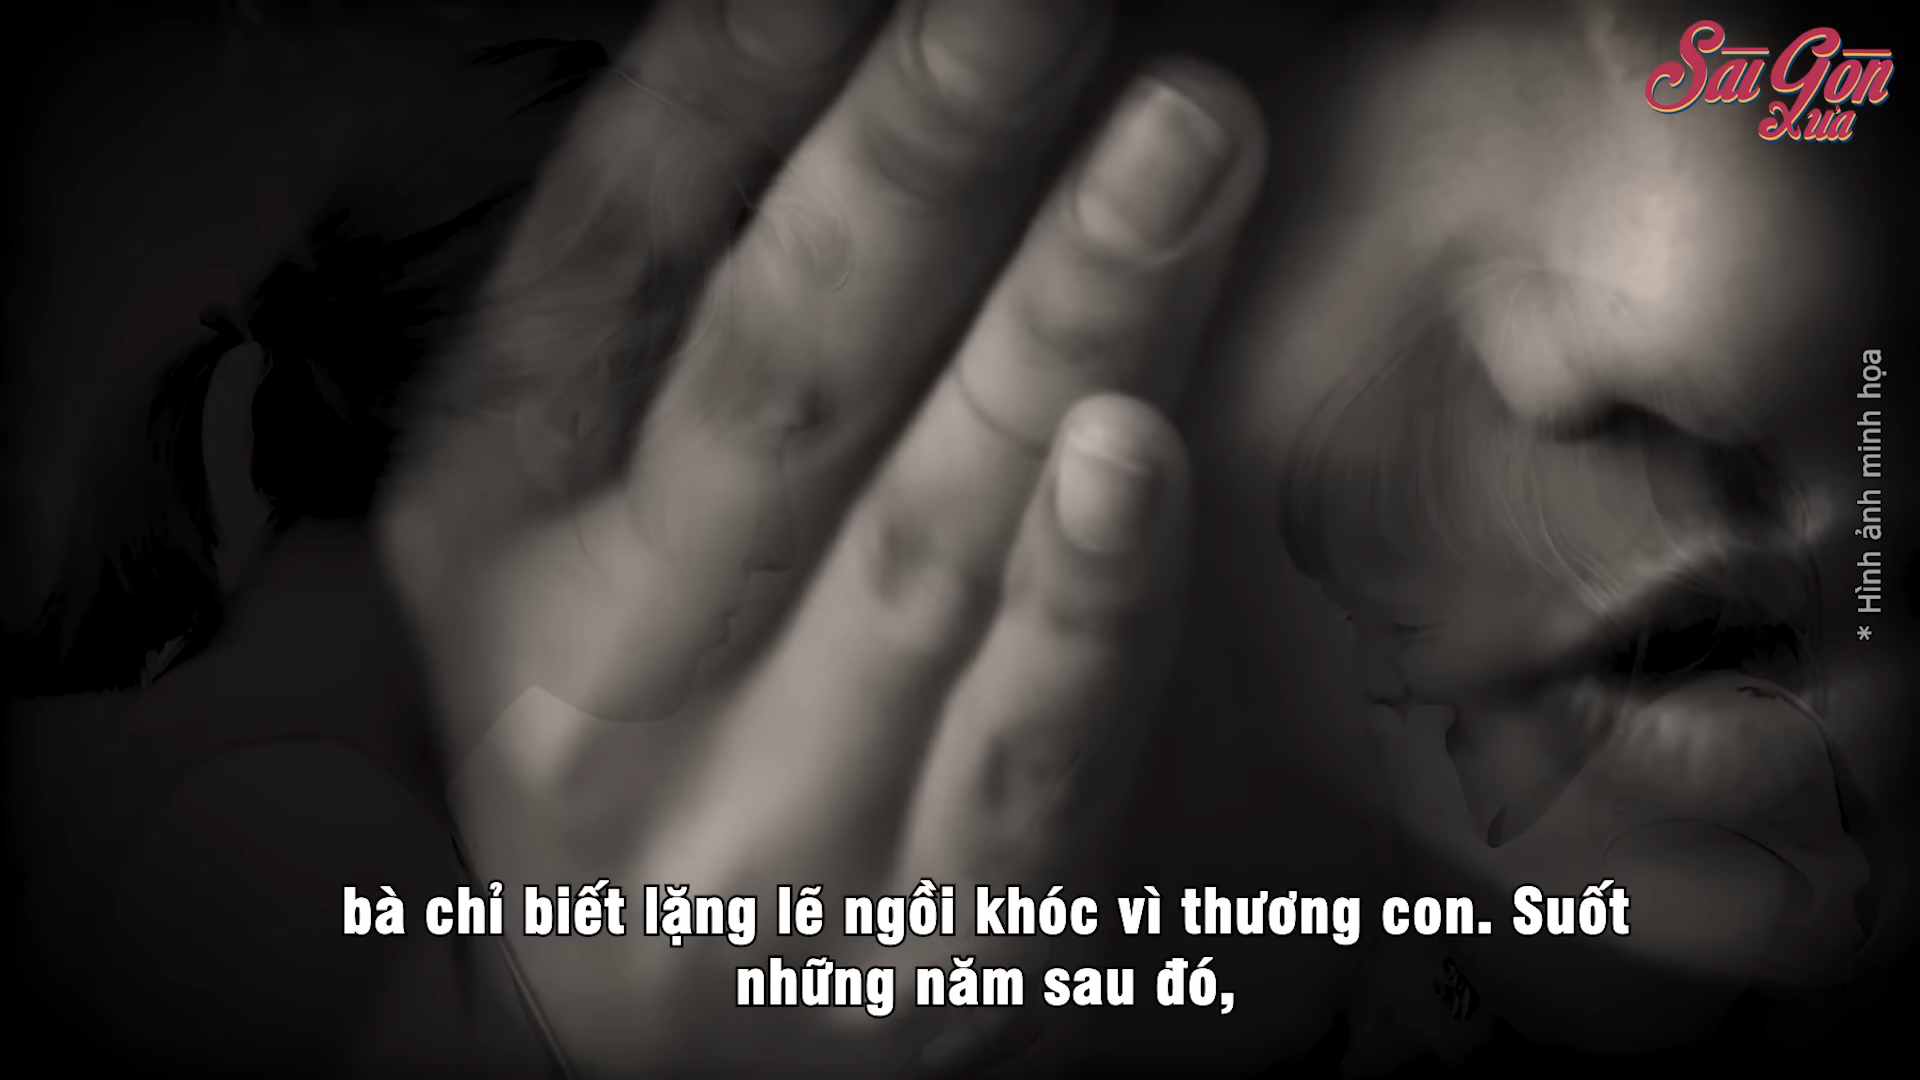 Sài Gòn
Xưa
* Hình ảnh minh họa
bà chỉ biết lặng lẽ ngồi khóc vì thương con. Suốt
những năm sau đó,